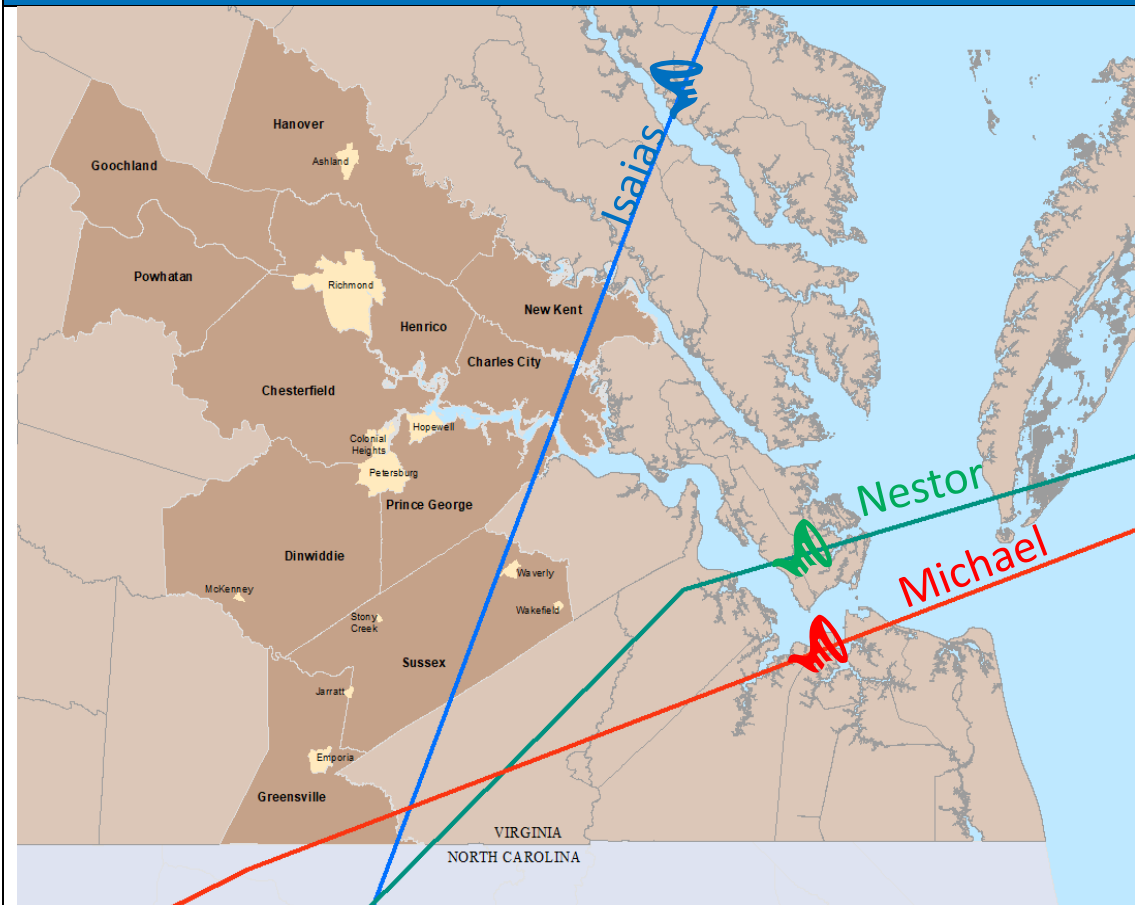 Hanover
Ashland
Goochland
Isaias
Powhatan
Richmond
New Kent
Henrico
Charles City
Chesterfield
Hopewell
Colonial
Heights
Petersburg
Prince George
Nestor
Dinwiddie
Michael
Waverly
McKenney
Wakefield
Stony
Creek
Sussex
Jarratt
Emporia
Greensville
VIRGINIA
NORTH CAROLINA